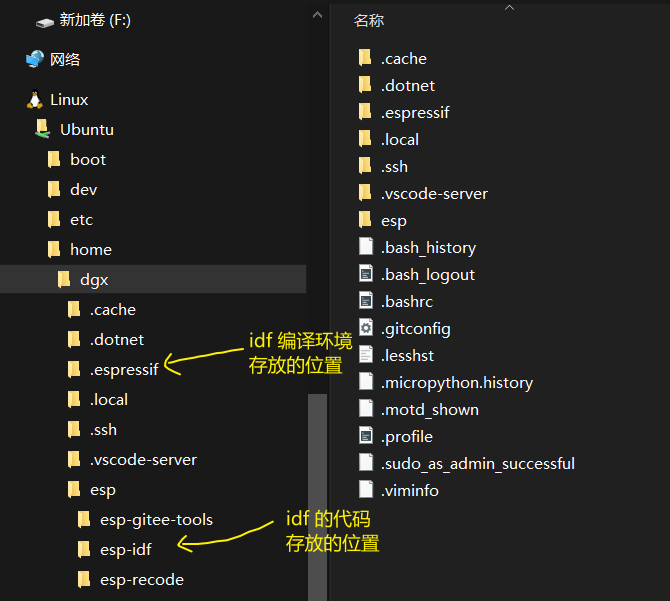 新加卷 (F:)
网络
Linux
Ubuntu
boot
dev
etc
home
dgx
.cache
.dotnet
.espressif
.local
.ssh
.vscode-server
esp
esp-gitee-tools
esp-idf
esp-recode
idf 编译环境
存放的位置
idf 的代码
存放的位置
名称
.cache
.dotnet
.espressif
.local
.ssh
.vscode-server
esp
.bash_history
.bash_logout
.bashrc
.gitconfig
.lesshst
.micropython.history
.motd_shown
.profile
.sudo_as_admin_successful
.viminfo